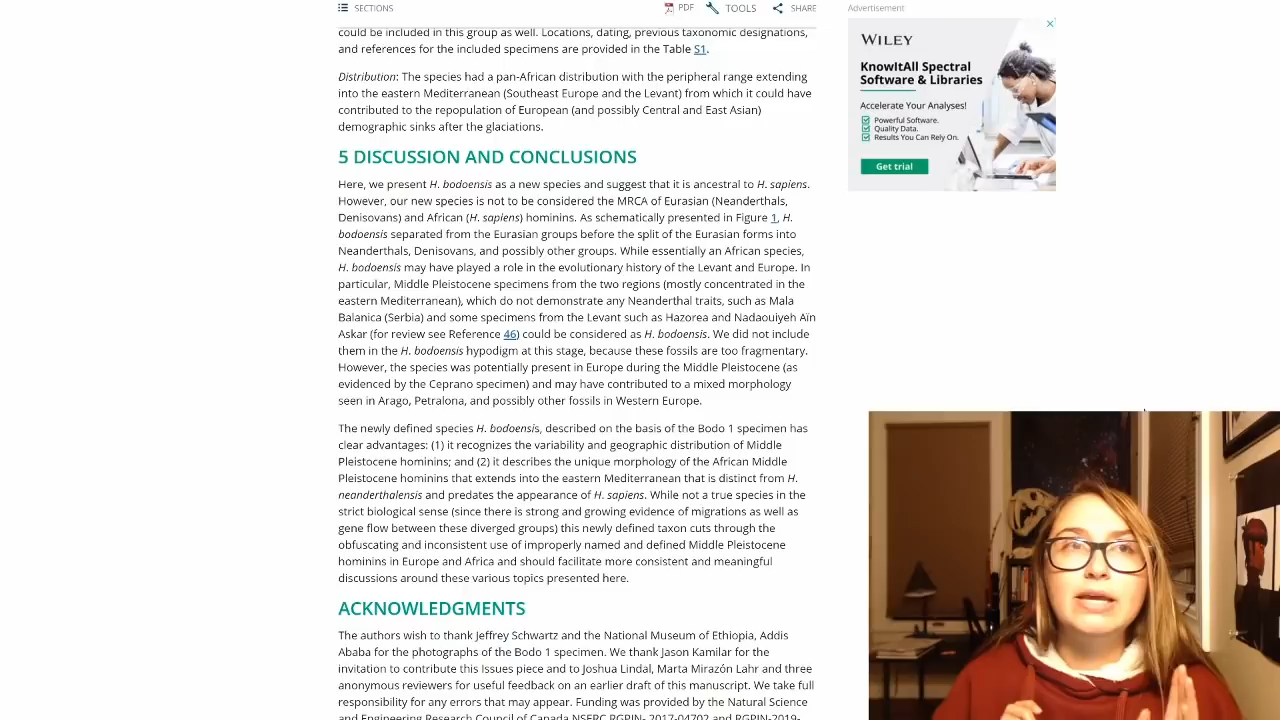 SECTIONS
PDF
TOOLS
SHARE
Advertisement
could be included in this group as well. Locations, dating, previous taxonomic designations,
and references for the included specimens are provided in the Table S1.
Distribution: The species had a pan-African distribution with the peripheral range extending
into the eastern Mediterranean (Southeast Europe and the Levant) from which it could have
contributed to the repopulation of European (and possibly Central and East Asian)
demographic sinks after the glaciations.
5 DISCUSSION AND CONCLUSIONS
Here, we present H. bodoensis as a new species and suggest that it is ancestral to H. sapiens.
However, our new species is not to be considered the MRCA of Eurasian (Neanderthals,
Denisovans) and African (H. sapiens) hominins. As schematically presented in Figure 1, H.
bodoensis separated from the Eurasian groups before the split of the Eurasian forms into
Neanderthals, Denisovans, and possibly other groups. While essentially an African species,
H. bodoensis may have played a role in the evolutionary history of the Levant and Europe. In
particular, Middle Pleistocene specimens from the two regions (mostly concentrated in the
eastern Mediterranean), which do not demonstrate any Neanderthal traits, such as Mala
Balanica (Serbia) and some specimens from the Levant such as Hazorea and Nadaouiyeh Aïn
Askar (for review see Reference 46) could be considered as H. bodoensis. We did not include
them in the H. bodoensis hypodigm at this stage, because these fossils are too fragmentary.
However, the species was potentially present in Europe during the Middle Pleistocene (as
evidenced by the Ceprano specimen) and may have contributed to a mixed morphology
seen in Arago, Petralona, and possibly other fossils in Western Europe.
The newly defined species H. bodoensis, described on the basis of the Bodo 1 specimen has
clear advantages: (1) it recognizes the variability and geographic distribution of Middle
Pleistocene hominins; and (2) it describes the unique morphology of the African Middle
Pleistocene hominins that extends into the eastern Mediterranean that is distinct from H.
neanderthalensis and predates the appearance of H. sapiens. While not a true species in the
strict biological sense (since there is strong and growing evidence of migrations as well as
gene flow between these diverged groups) this newly defined taxon cuts through the
obfuscating and inconsistent use of improperly named and defined Middle Pleistocene
hominins in Europe and Africa and should facilitate more consistent and meaningful
discussions around these various topics presented here.
ACKNOWLEDGMENTS
The authors wish to thank Jeffrey Schwartz and the National Museum of Ethiopia, Addis
Ababa for the photographs of the Bodo 1 specimen. We thank Jason Kamilar for the
invitation to contribute this Issues piece and to Joshua Lindal, Marta Mirazón Lahr and three
anonymous reviewers for useful feedback on an earlier draft of this manuscript. We take full
responsibility for any errors that may appear. Funding was provided by the Natural Science
and Engineering Research Council of Canada NSERC RGPIN- 2017-04702 and RGPIN-2019-
WILEY
KnowItAll Spectral
Software & Libraries
Accelerate Your Analyses!
Powerful Software.
Quality Data.
Results You Can Rely On.
Get trial